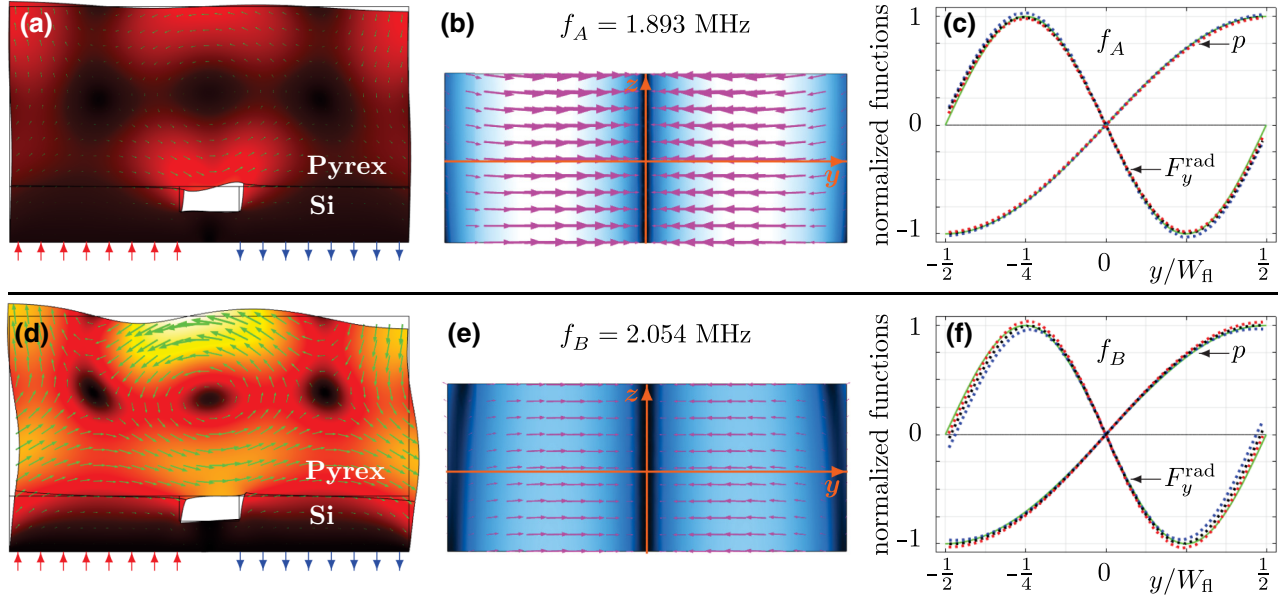 (a)
Pyrex
Si
(b)
f_A = 1.893 MHz
z
y
(c)
normalized functions
1
0
−1
f_A
p
F_y^rad
−1/2
−1/4
0
y/W_fl
1/2
(d)
Pyrex
Si
(e)
f_B = 2.054 MHz
z
y
(f)
normalized functions
1
0
−1
f_B
p
F_y^rad
−1/2
−1/4
0
y/W_fl
1/2